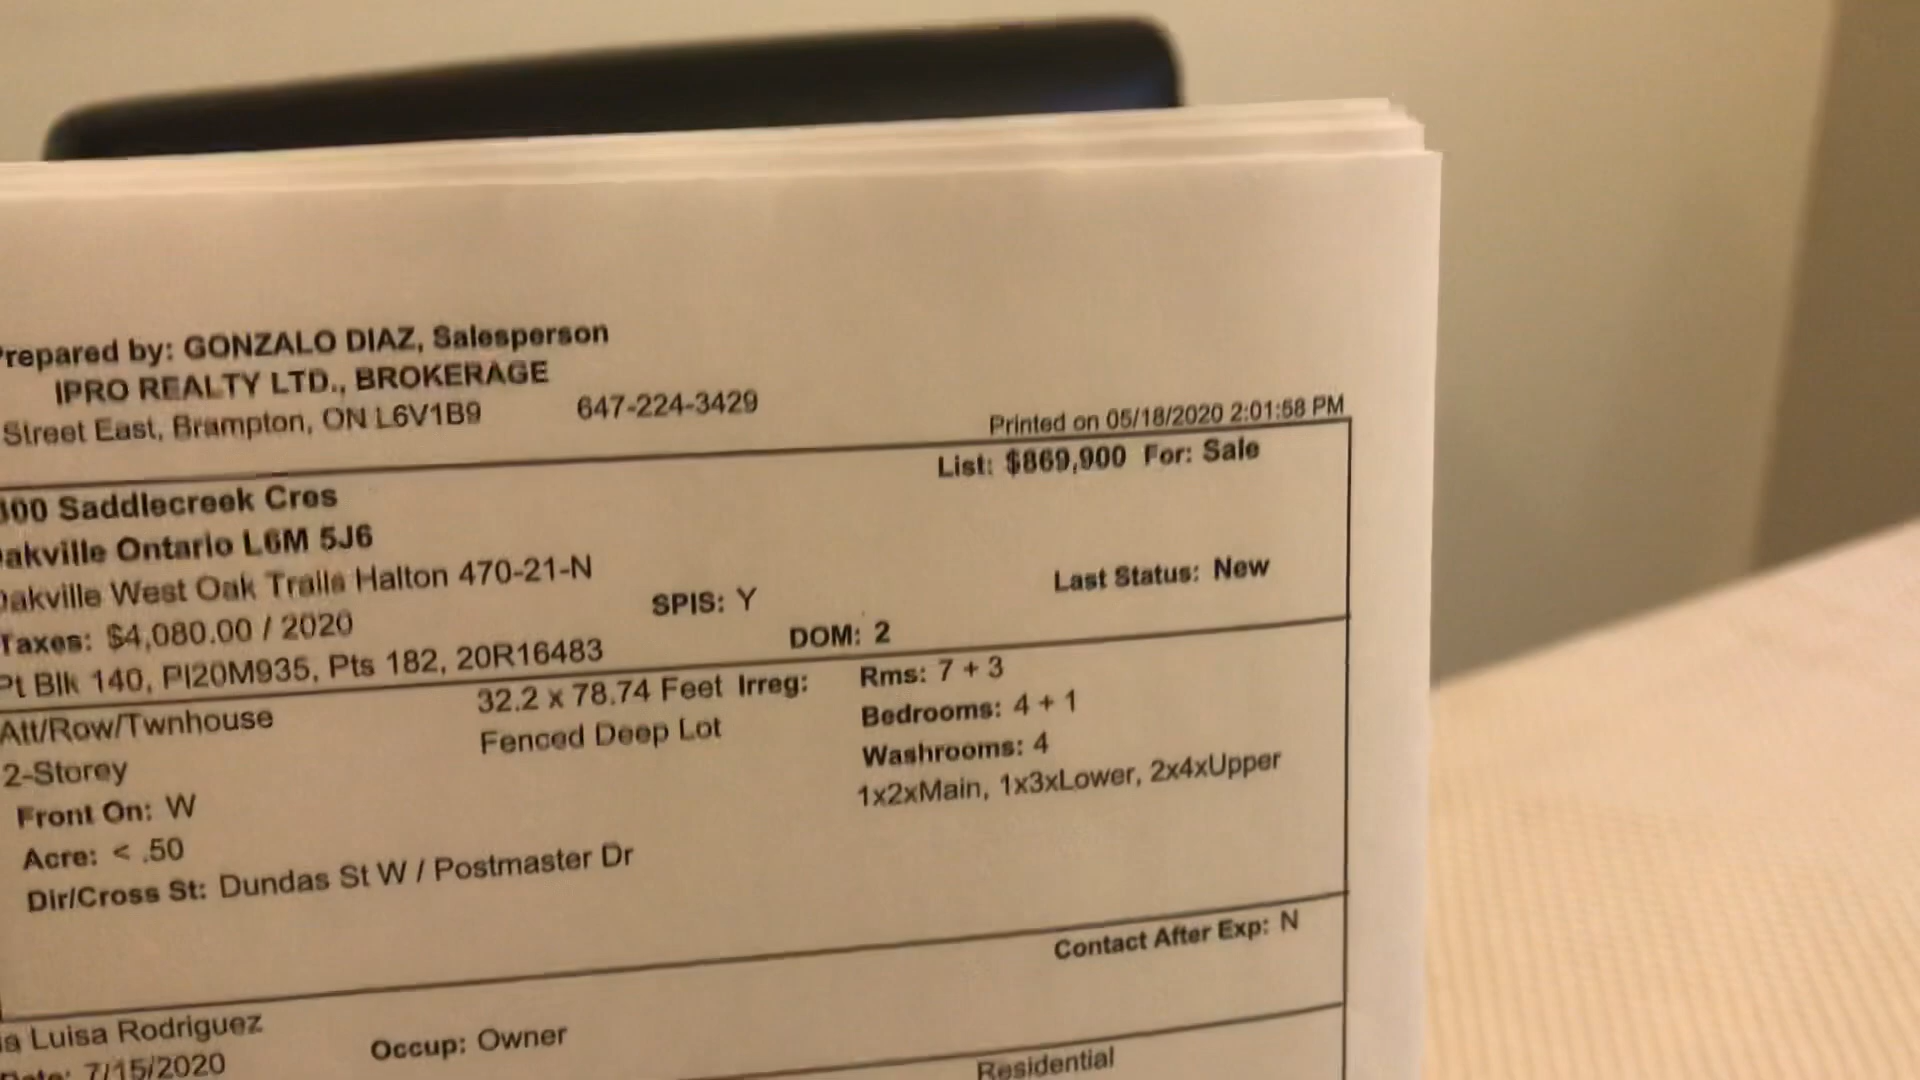 Prepared by: GONZALO DIAZ, Salesperson
IPRO REALTY LTD., BROKERAGE
Street East, Brampton, ON L6V1B9 647-224-3429
Printed on 05/18/2020 2:01:58 PM
00 Saddlecreek Cres List: $869,900 For: Sale
akville Ontario L6M 5J6
Oakville West Oak Trails Halton 470-21-N Last Status: New
Taxes: $4,080.00 / 2020 SPIS: Y
Pt Blk 140, Pl20M935, Pts 182, 20R16483 DOM: 2
Att/Row/Twnhouse 32.2 x 78.74 Feet Irreg: Rms: 7 + 3
2-Storey Fenced Deep Lot Bedrooms: 4 + 1
Front On: W Washrooms: 4
Acre: < .50 1x2xMain, 1x3xLower, 2x4xUpper
Dir/Cross St: Dundas St W / Postmaster Dr
Contact After Exp: N
Luisa Rodriguez Occup: Owner
7/15/2020 Residential